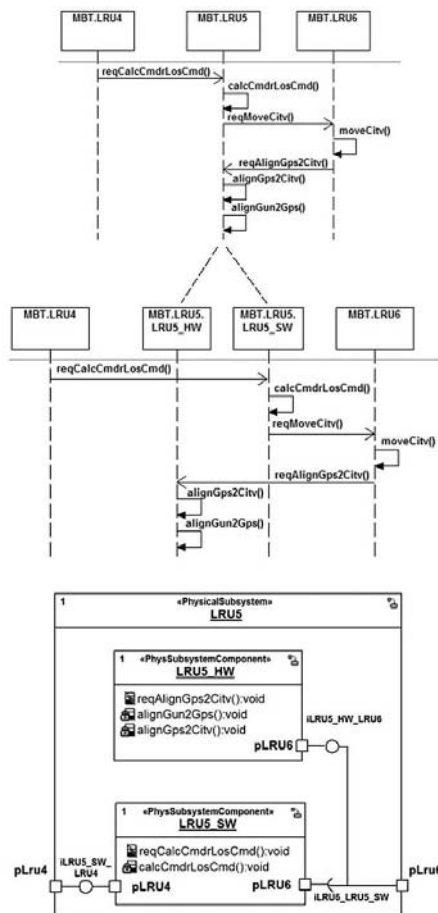 MBT.LRU4
MBT.LRU5
MBT.LRU6
reqCalcCmdrLosCmd()
calcCmdrLosCmd()
reqMoveCitv()
moveCitv()
reqAlignGps2Citv()
alignGps2Citv()
alignGun2Gps()
MBT.LRU4
MBT.LRU5.
LRU5_HW
MBT.LRU5.
LRU5_SW
MBT.LRU6
reqCalcCmdrLosCmd()
calcCmdrLosCmd()
reqMoveCitv()
moveCitv()
reqAlignGps2Citv()
alignGps2Citv()
alignGun2Gps()
1 «PhysicalSubsystem»
LRU5
1 «PhysSubsystemComponent»
LRU5_HW
reqAlignGps2Citv():void
alignGun2Gps():void
alignGps2Citv():void
pLRU6
iLRU5_HW_LRU6
1 «PhysSubsystemComponent»
LRU5_SW
reqCalcCmdrLosCmd():void
calcCmdrLosCmd():void
pLru4
iLRU5_SW_
LRU4
pLRU4
pLRU6
iLRU6_LRU5_SW
pLru6